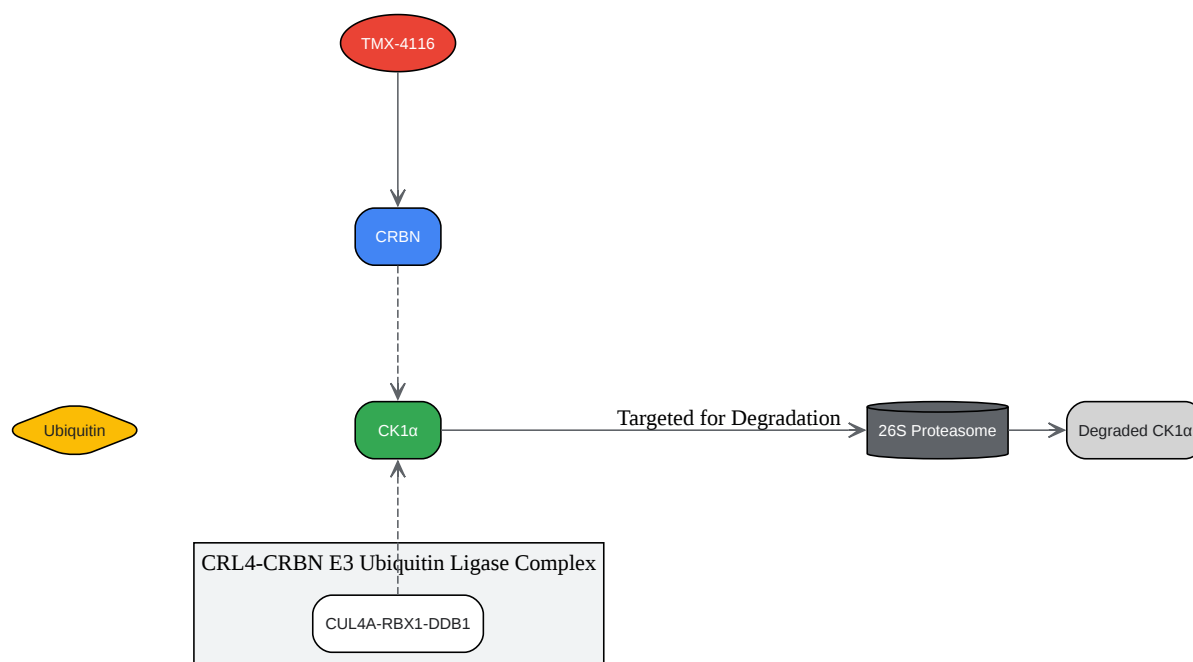 TMX-4116
CRBN
Ubiquitin
CK1α
Targeted for Degradation
26S Proteasome
Degraded CK1α
CRL4-CRBN E3 Ubiquitin Ligase Complex
CUL4A-RBX1-DDB1